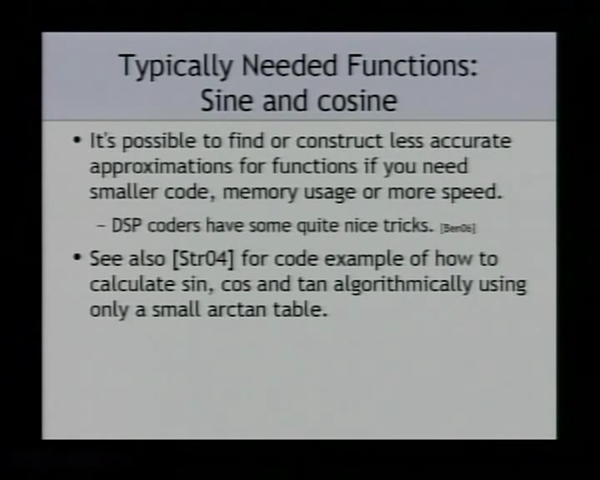 Typically Needed Functions:
Sine and cosine
• It's possible to find or construct less accurate
approximations for functions if you need
smaller code, memory usage or more speed.
– DSP coders have some quite nice tricks. [Ben06]
• See also [Str04] for code example of how to
calculate sin, cos and tan algorithmically using
only a small arctan table.